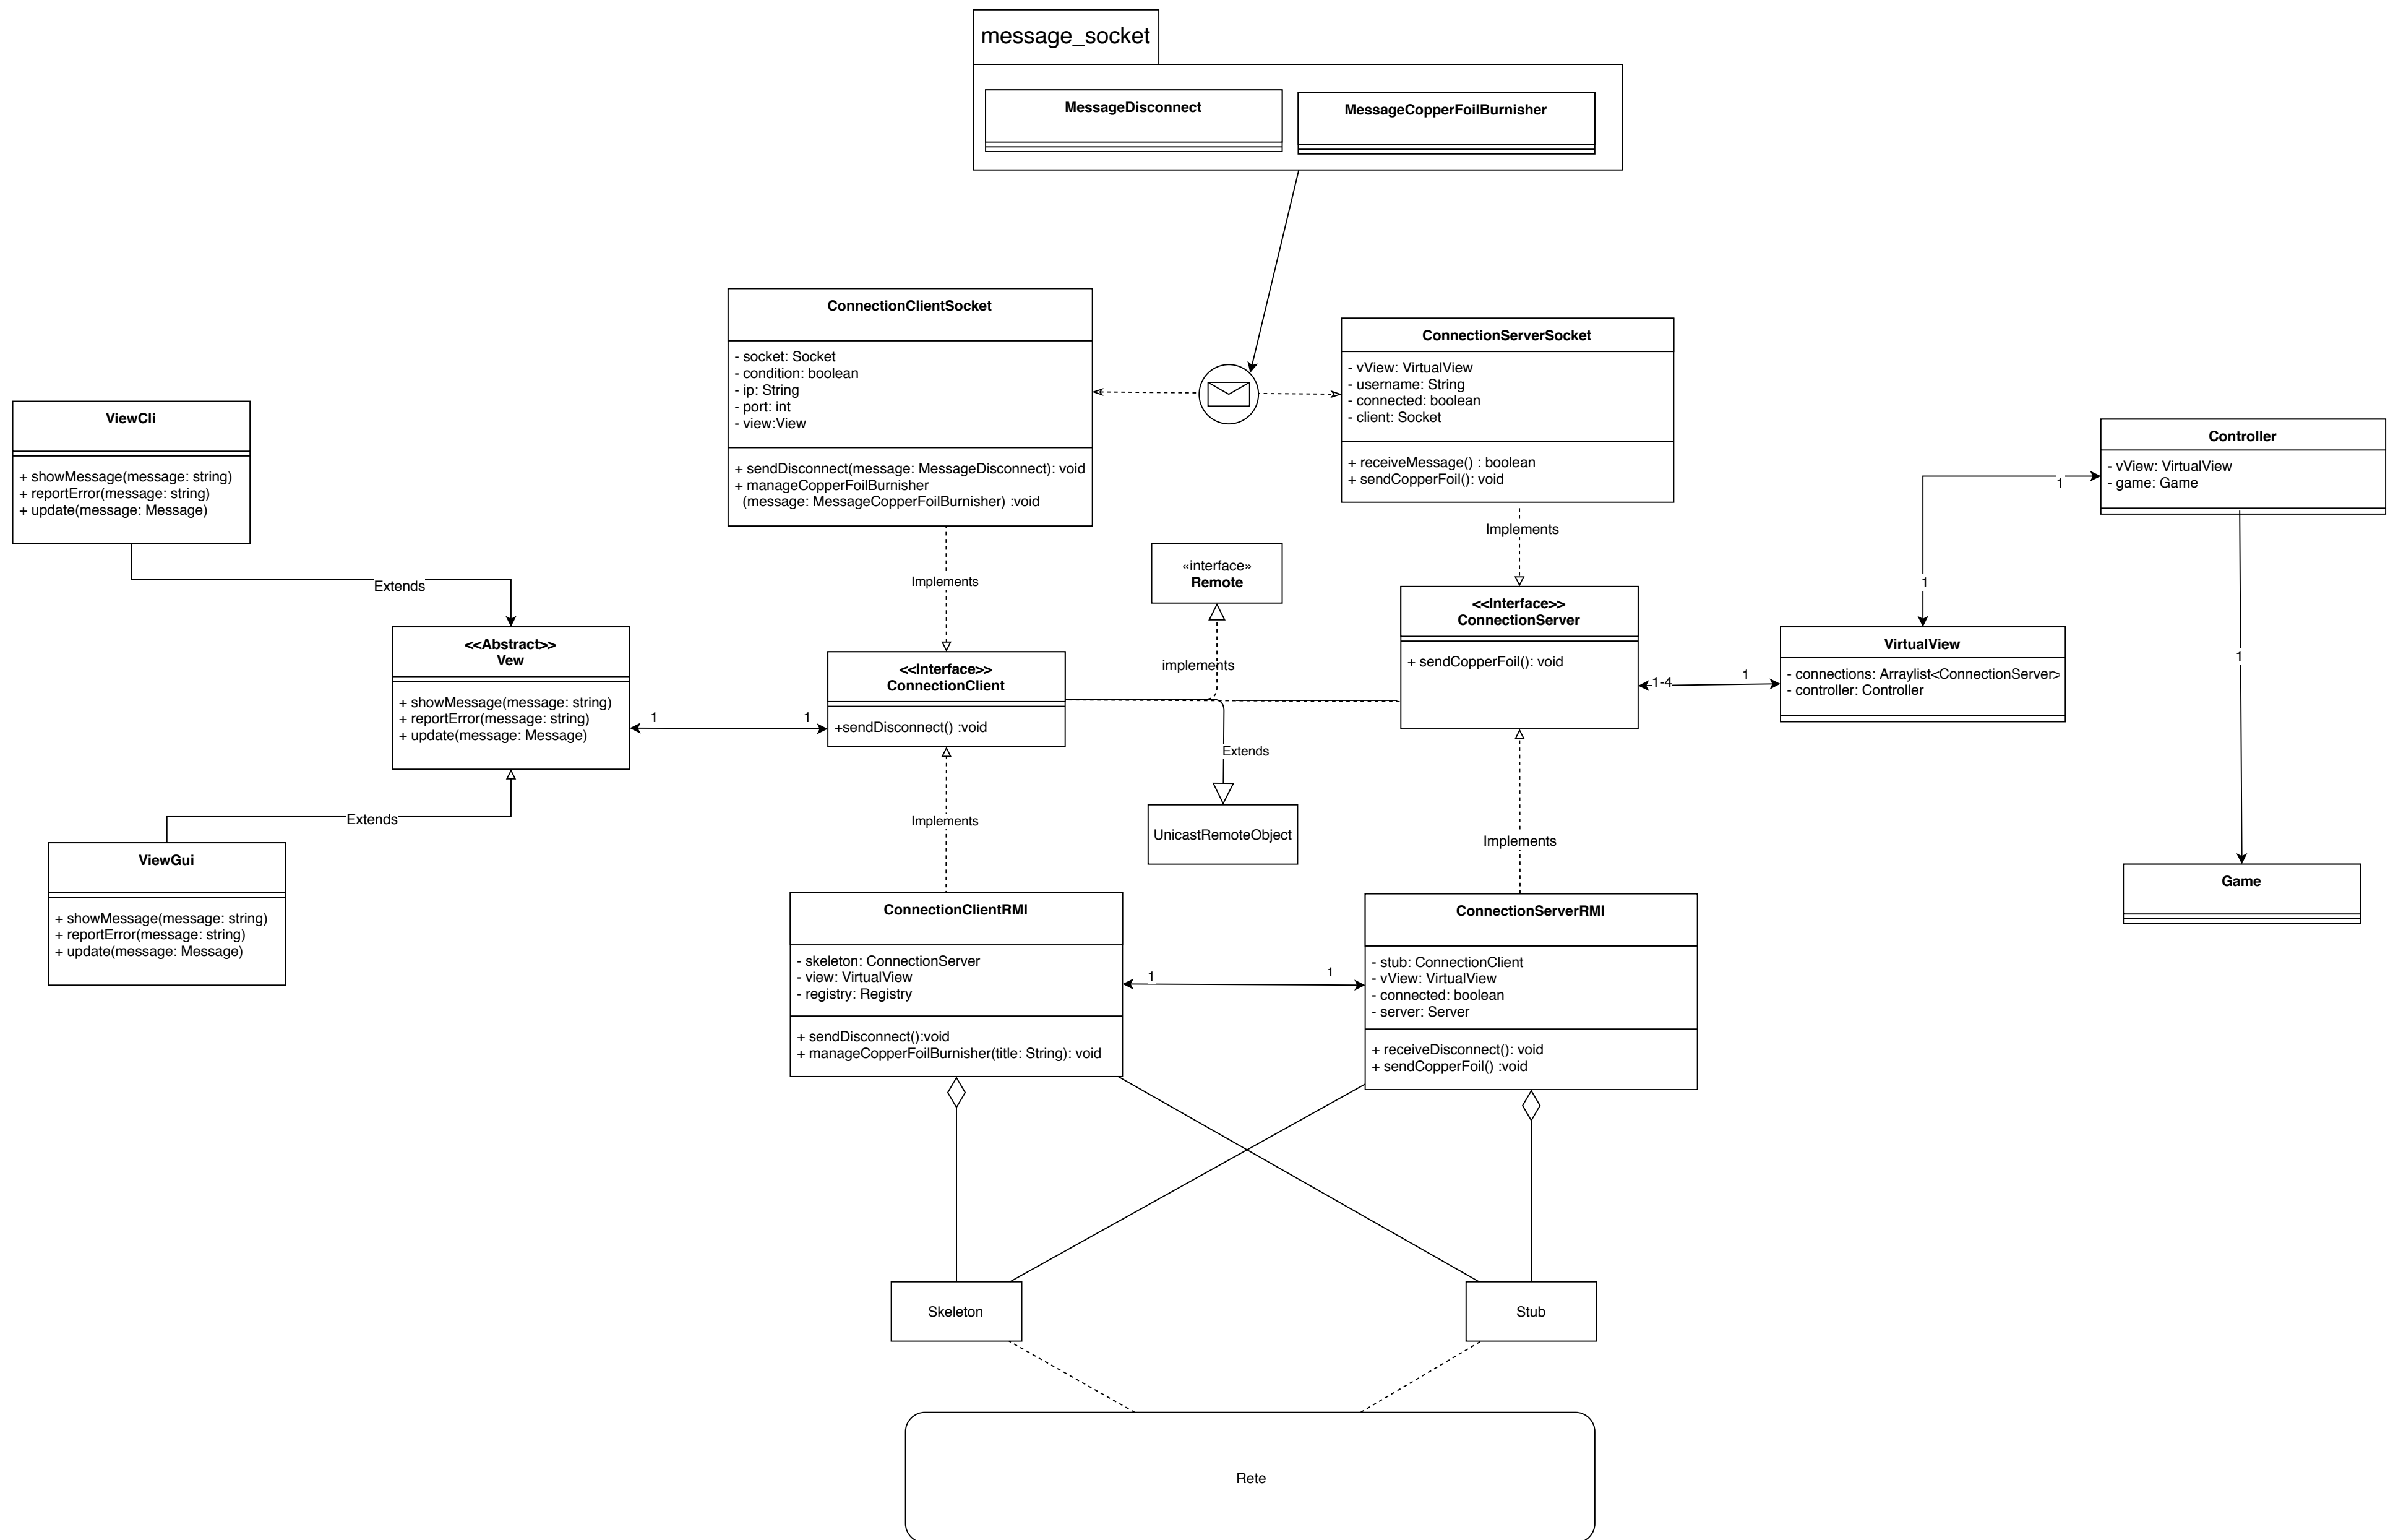 message_socket
MessageDisconnect
MessageCopperFoilBurnisher
ConnectionClientSocket
- socket: Socket
- condition: boolean
- ip: String
- port: int
- view:View
+ sendDisconnect(message: MessageDisconnect): void
+ manageCopperFoilBurnisher
(message: MessageCopperFoilBurnisher) :void
ConnectionServerSocket
- vView: VirtualView
- username: String
- connected: boolean
- client: Socket
+ receiveMessage() : boolean
+ sendCopperFoil(): void
ViewCli
+ showMessage(message: string)
+ reportError(message: string)
+ update(message: Message)
Controller
- vView: VirtualView
- game: Game
1
1
1
Implements
Implements
«interface»
Remote
implements
Extends
<<Abstract>>
Vew
+ showMessage(message: string)
+ reportError(message: string)
+ update(message: Message)
1
1
<<Interface>>
ConnectionClient
+sendDisconnect() :void
<<Interface>>
ConnectionServer
+ sendCopperFoil(): void
1-4
1
VirtualView
- connections: Arraylist<ConnectionServer>
- controller: Controller
Extends
UnicastRemoteObject
Extends
Implements
Implements
ViewGui
+ showMessage(message: string)
+ reportError(message: string)
+ update(message: Message)
Game
ConnectionClientRMI
- skeleton: ConnectionServer
- view: VirtualView
- registry: Registry
+ sendDisconnect():void
+ manageCopperFoilBurnisher(title: String): void
1
1
ConnectionServerRMI
- stub: ConnectionClient
- vView: VirtualView
- connected: boolean
- server: Server
+ receiveDisconnect(): void
+ sendCopperFoil() :void
Skeleton
Stub
Rete